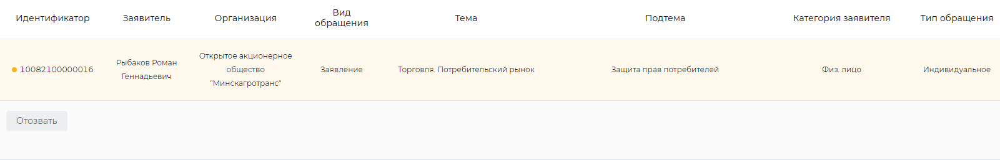 Идентификатор
Заявитель
Организация
Вид
обращения
Тема
Подтема
Категория заявителя
Тип обращения
10082100000016
Рыбаков Роман
Геннадьевич
Открытое акционерное
общество
"Минскагротранс"
Заявление
Торговля. Потребительский рынок
Защита прав потребителей
Физ. лицо
Индивидуальное
Отозвать